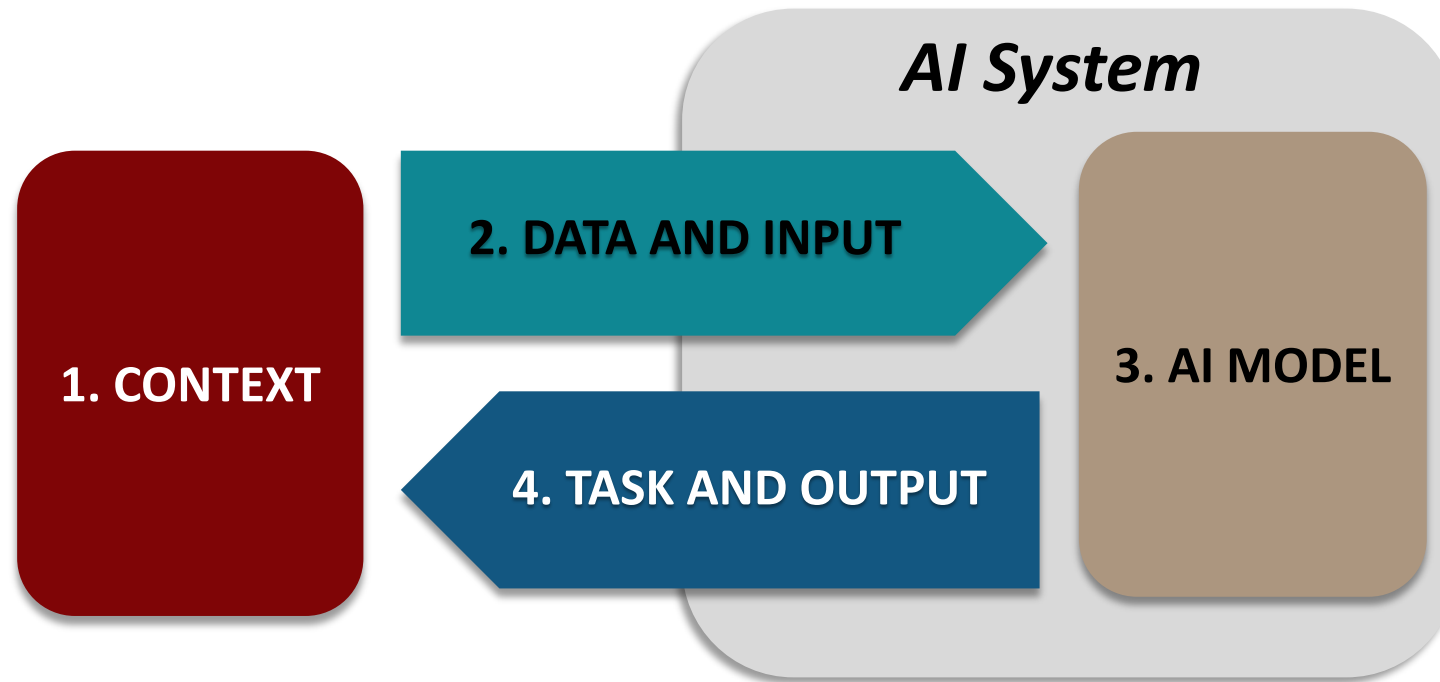 AI System
1. CONTEXT
2. DATA AND INPUT
3. AI MODEL
4. TASK AND OUTPUT